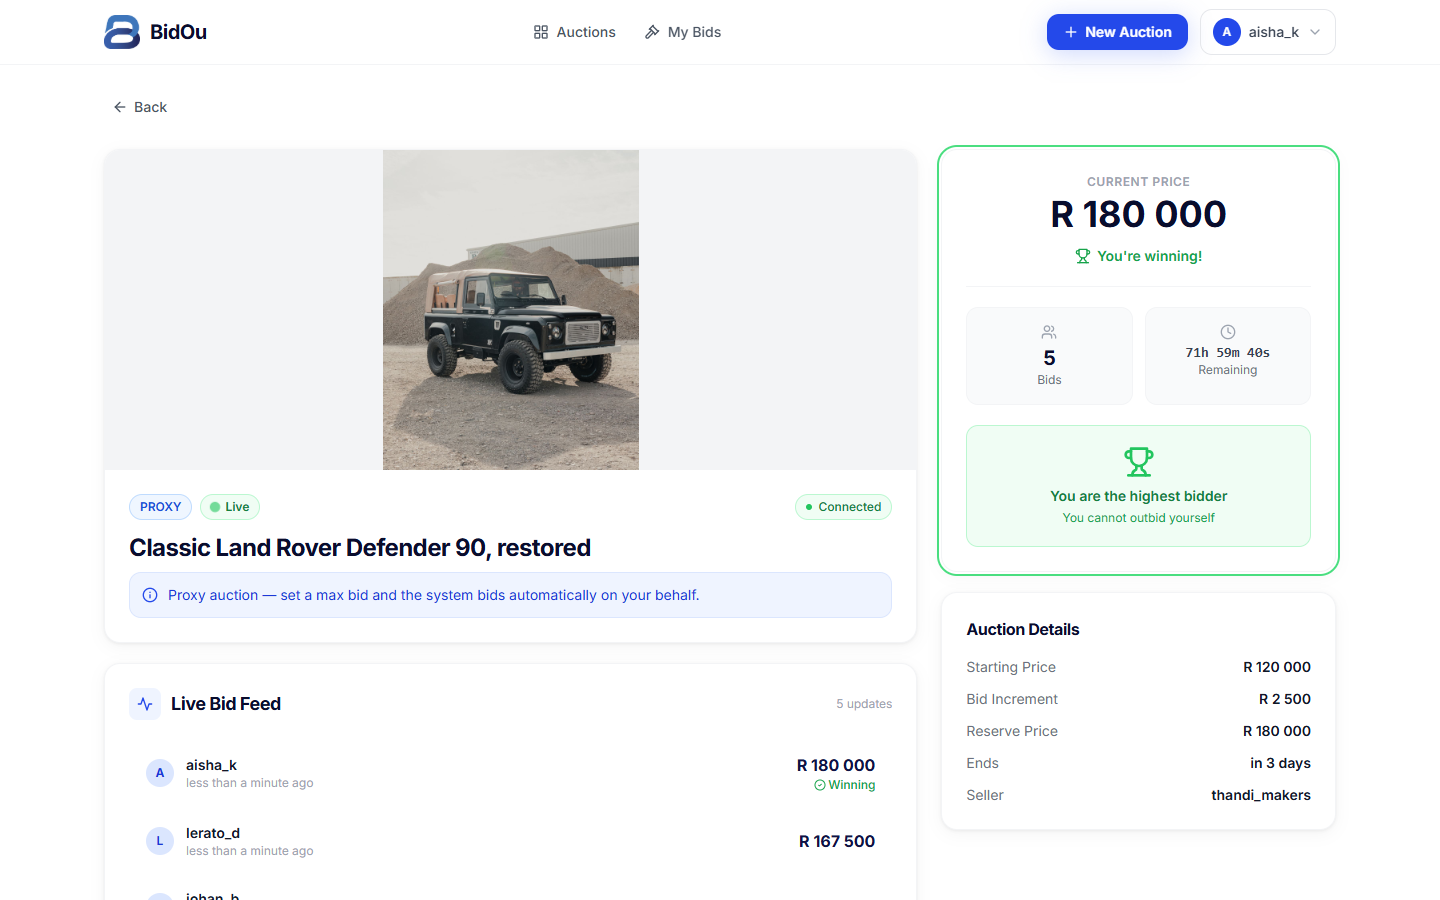 BidOu
Auctions
My Bids
New Auction
A
aisha_k
Back
PROXY
Live
Connected
Classic Land Rover Defender 90, restored
Proxy auction — set a max bid and the system bids automatically on your behalf.
Live Bid Feed
5 updates
A
aisha_k
less than a minute ago
R 180 000
Winning
L
lerato_d
less than a minute ago
R 167 500
johan_b
CURRENT PRICE
R 180 000
You're winning!
5
Bids
71h 59m 40s
Remaining
You are the highest bidder
You cannot outbid yourself
Auction Details
Starting Price
R 120 000
Bid Increment
R 2 500
Reserve Price
R 180 000
Ends
in 3 days
Seller
thandi_makers